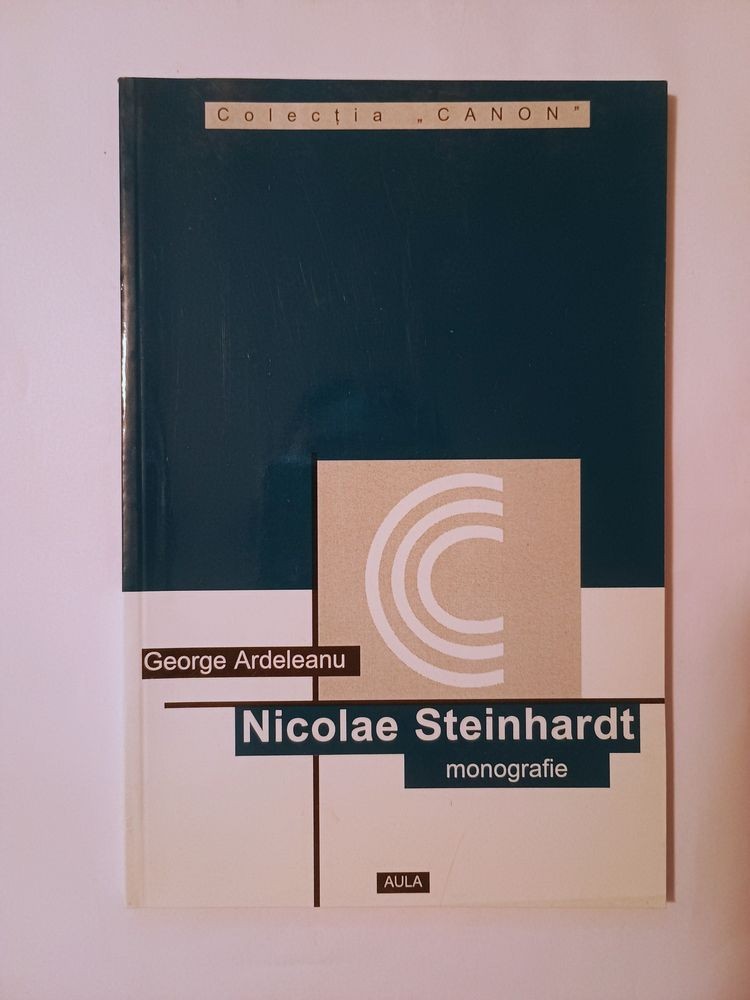 Colecția „CANON”
George Ardeleanu
Nicolae Steinhardt
monografie
AULA